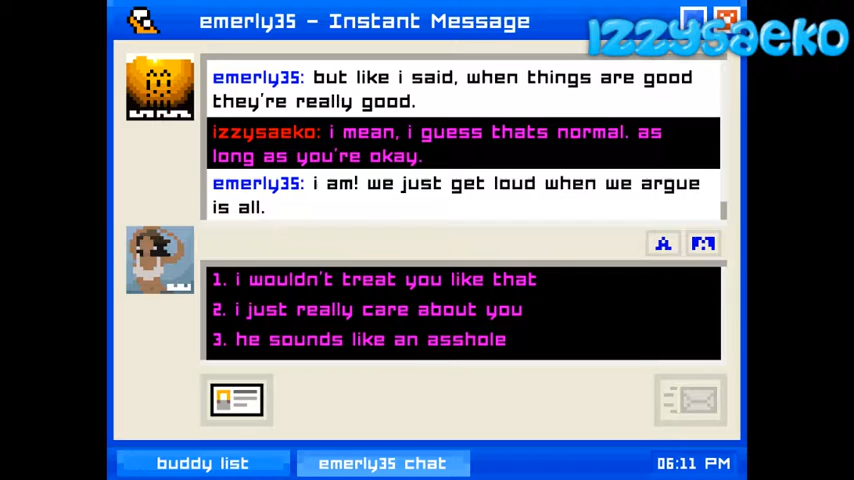 emerly35 - Instant Message
izzysaeko
emerly35: but like i said, when things are good
they're really good.
izzysaeko: i mean, i guess thats normal. as
long as you're okay.
emerly35: i am! we just get loud when we argue
is all.
A
1. i wouldn't treat you like that
2. i just really care about you
3. he sounds like an asshole
buddy list
emerly35 chat
06:11 PM